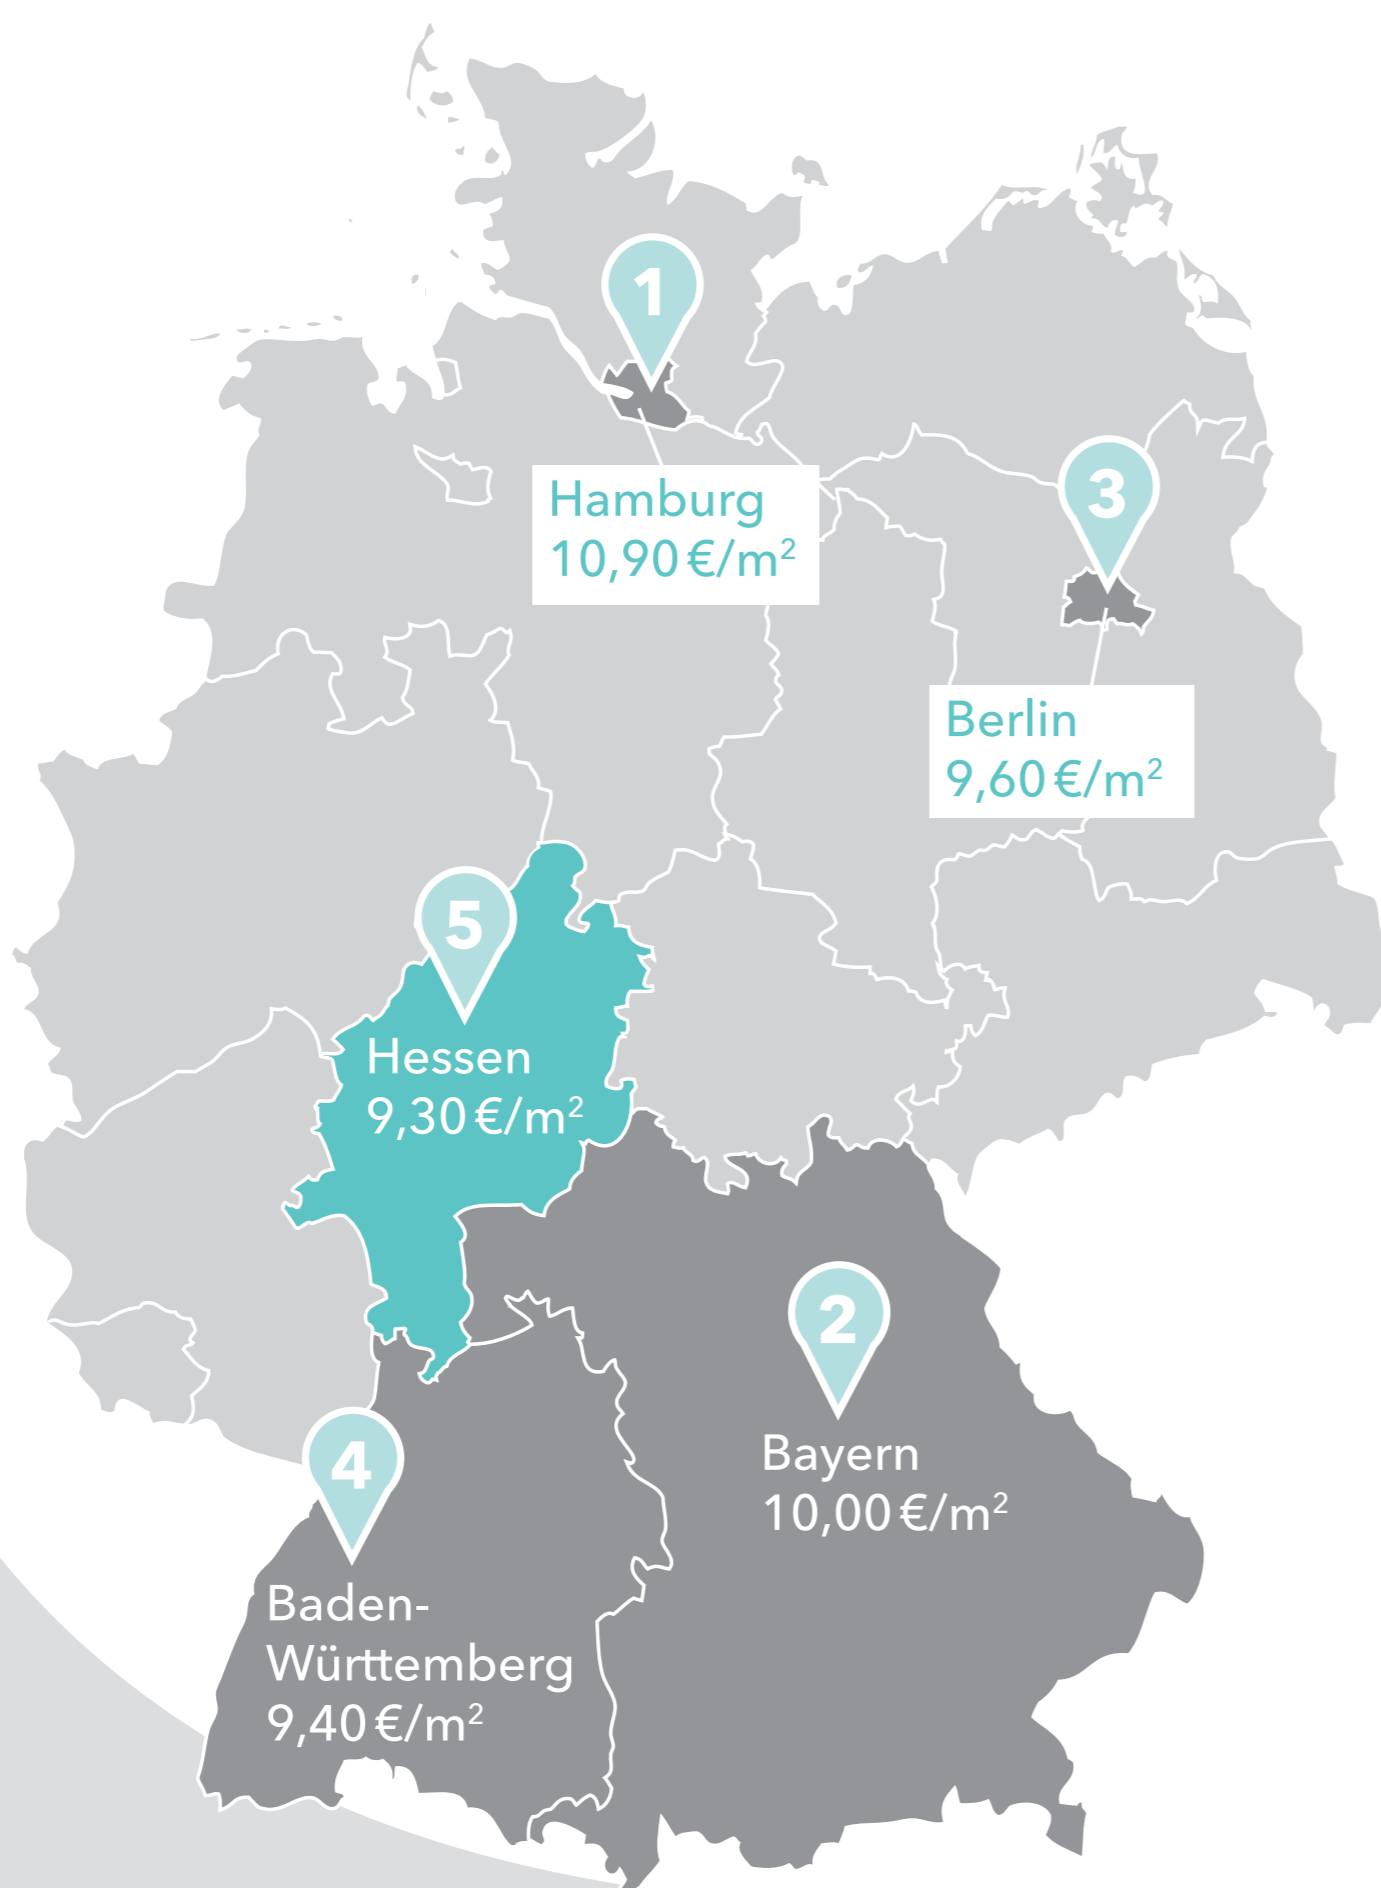 1
Hamburg
10,90 €/m²
3
Berlin
9,60 €/m²
5
Hessen
9,30 €/m²
2
Bayern
10,00 €/m²
4
Baden-
Württemberg
9,40 €/m²